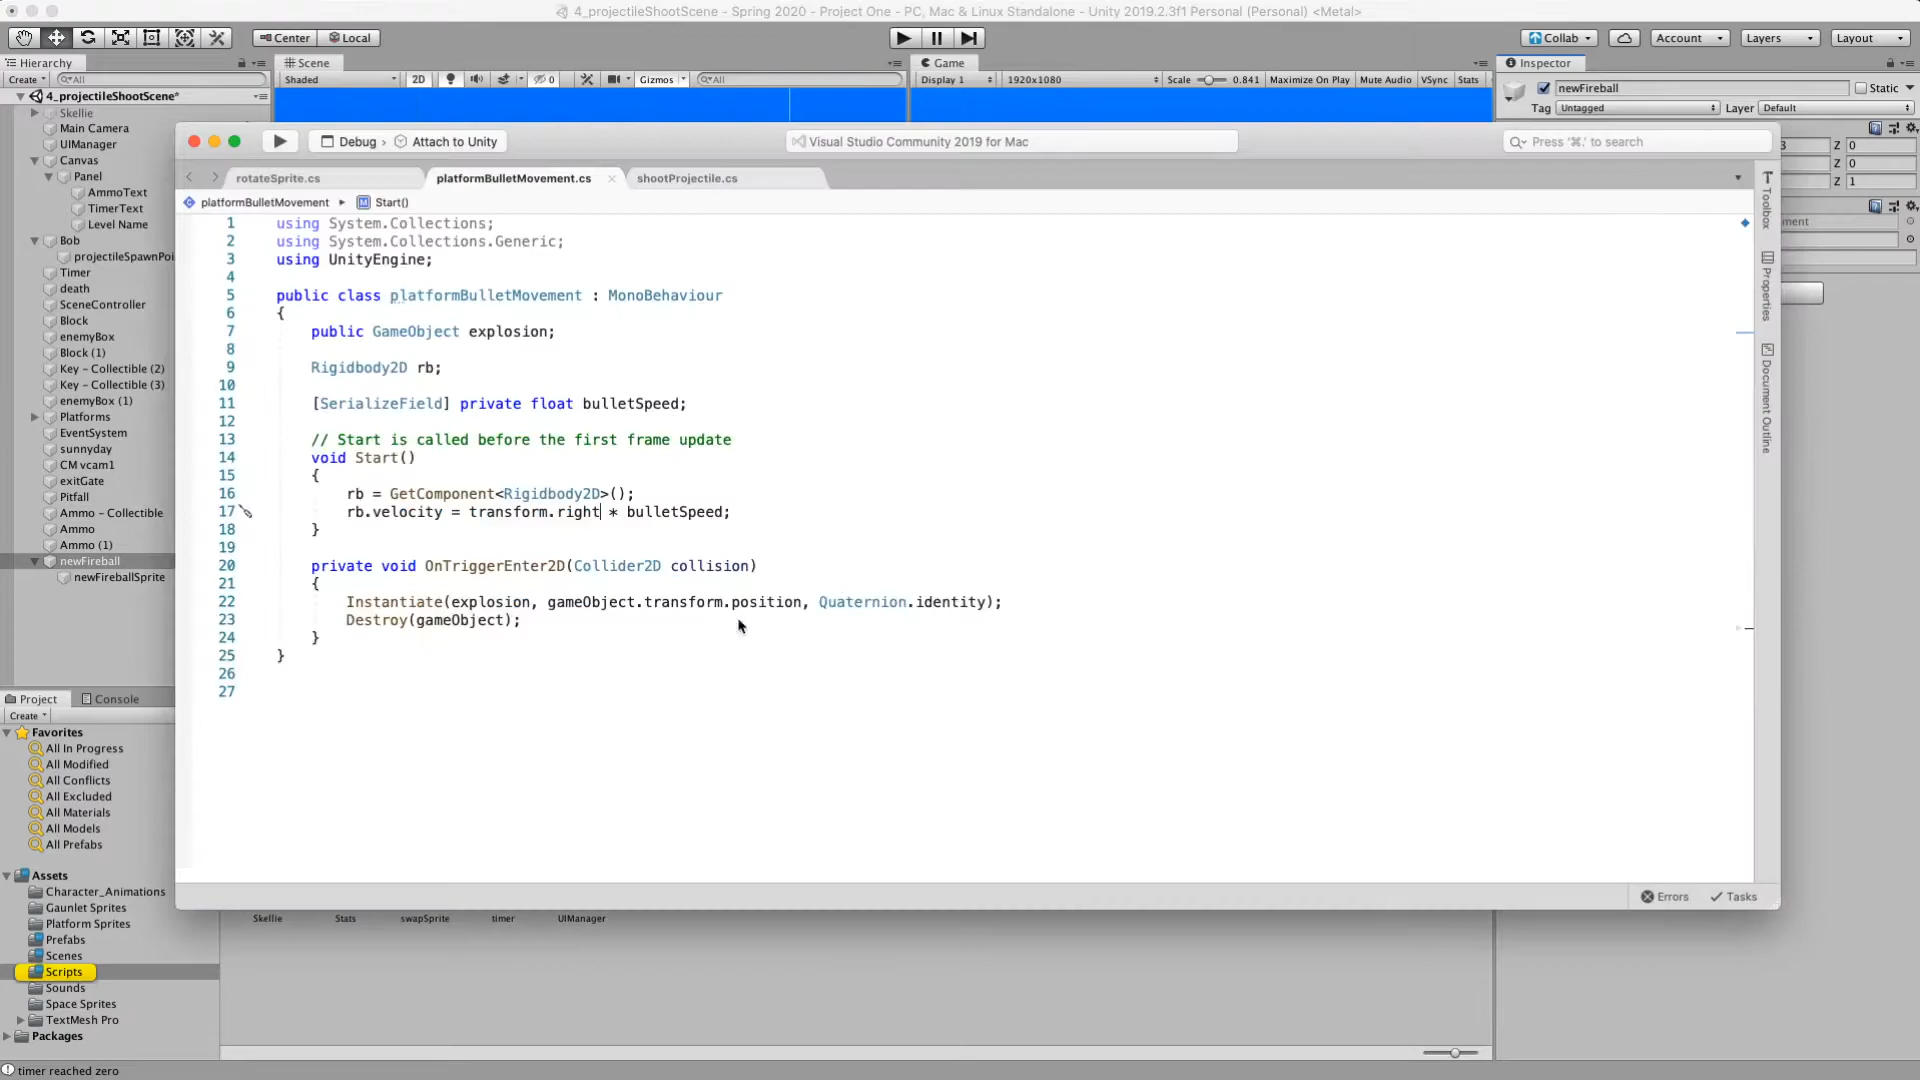 4_projectileShootScene - Spring 2020 - Project One - PC, Mac & Linux Standalone - Unity 2019.2.3f1 Personal (Personal) <Metal>
Center Local
Collab Account Layers Layout
Hierarchy
Create All
4_projectileShootScene*
Skellie
Main Camera
UIManager
Canvas
Panel
AmmoText
TimerText
Level Name
Bob
projectileSpawnPoi
Timer
death
SceneController
Block
enemyBox
Block (1)
Key - Collectible (2)
Key - Collectible (3)
enemyBox (1)
Platforms
EventSystem
sunnyday
CM vcam1
exitGate
Pitfall
Ammo - Collectible
Ammo
Ammo (1)
newFireball
newFireballSprite
Scene
Shaded 2D 0 Gizmos All
Game
Display 1 1920x1080 Scale 0.841 Maximize On Play Mute Audio VSync Stats
Inspector
newFireball Static
Tag Untagged Layer Default
3 Z 0
Z 0
Z 1
ment
Debug › Attach to Unity
Visual Studio Community 2019 for Mac
Press '⌘.' to search
rotateSprite.cs platformBulletMovement.cs shootProjectile.cs
platformBulletMovement Start()
1 using System.Collections;
2 using System.Collections.Generic;
3 using UnityEngine;
4
5 public class platformBulletMovement : MonoBehaviour
6 {
7 public GameObject explosion;
8
9 Rigidbody2D rb;
10
11 [SerializeField] private float bulletSpeed;
12
13 // Start is called before the first frame update
14 void Start()
15 {
16 rb = GetComponent<Rigidbody2D>();
17 rb.velocity = transform.right * bulletSpeed;
18 }
19
20 private void OnTriggerEnter2D(Collider2D collision)
21 {
22 Instantiate(explosion, gameObject.transform.position, Quaternion.identity);
23 Destroy(gameObject);
24 }
25 }
26
27
Toolbox
Properties
Document Outline
Errors Tasks
Project Console
Create
Favorites
All In Progress
All Modified
All Conflicts
All Excluded
All Materials
All Models
All Prefabs
Assets
Character_Animations
Gaunlet Sprites
Platform Sprites
Prefabs
Scenes
Scripts
Sounds
Space Sprites
TextMesh Pro
Packages
Skellie Stats swapSprite timer UIManager
timer reached zero